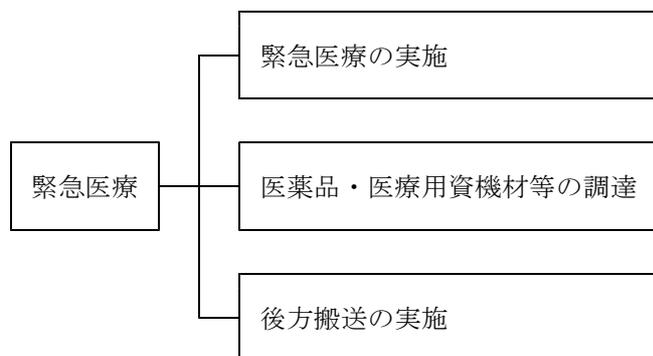 緊急医療の実施
緊急医療
医薬品・医療用資機材等の調達
後方搬送の実施